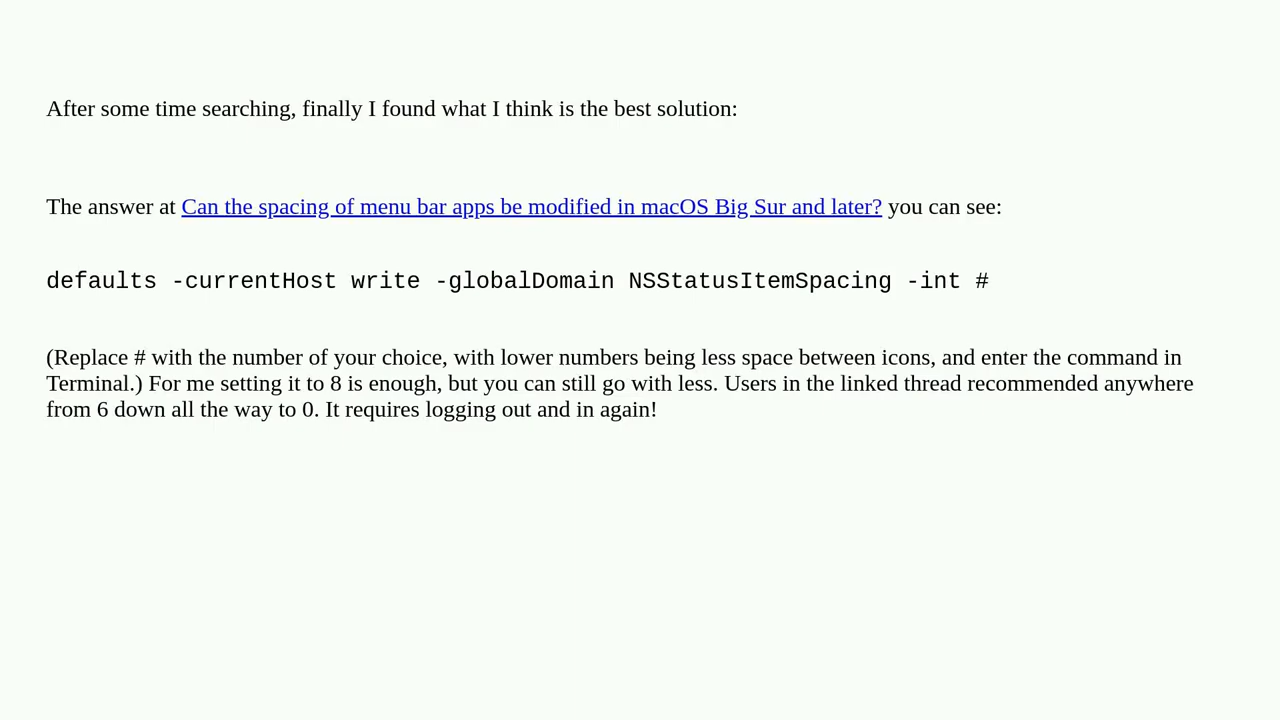 After some time searching, finally I found what I think is the best solution:
The answer at Can the spacing of menu bar apps be modified in macOS Big Sur and later? you can see:
defaults -currentHost write -globalDomain NSStatusItemSpacing -int #
(Replace # with the number of your choice, with lower numbers being less space between icons, and enter the command in
Terminal.) For me setting it to 8 is enough, but you can still go with less. Users in the linked thread recommended anywhere
from 6 down all the way to 0. It requires logging out and in again!